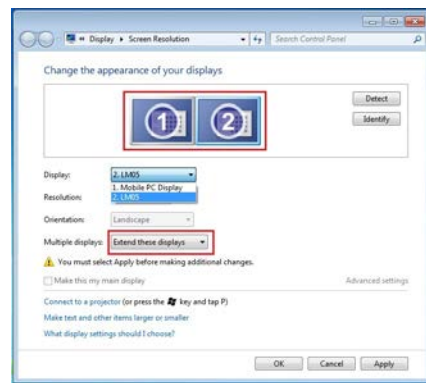 Display ▸ Screen Resolution
Search Control Panel
Change the appearance of your displays
1
2
Detect
Identify
Display:
2. LM05
1. Mobile PC Display
2. LM05
Resolution:
Orientation:
Landscape
Multiple displays:
Extend these displays
You must select Apply before making additional changes.
Make this my main display
Advanced settings
Connect to a projector (or press the key and tap P)
Make text and other items larger or smaller
What display settings should I choose?
OK
Cancel
Apply